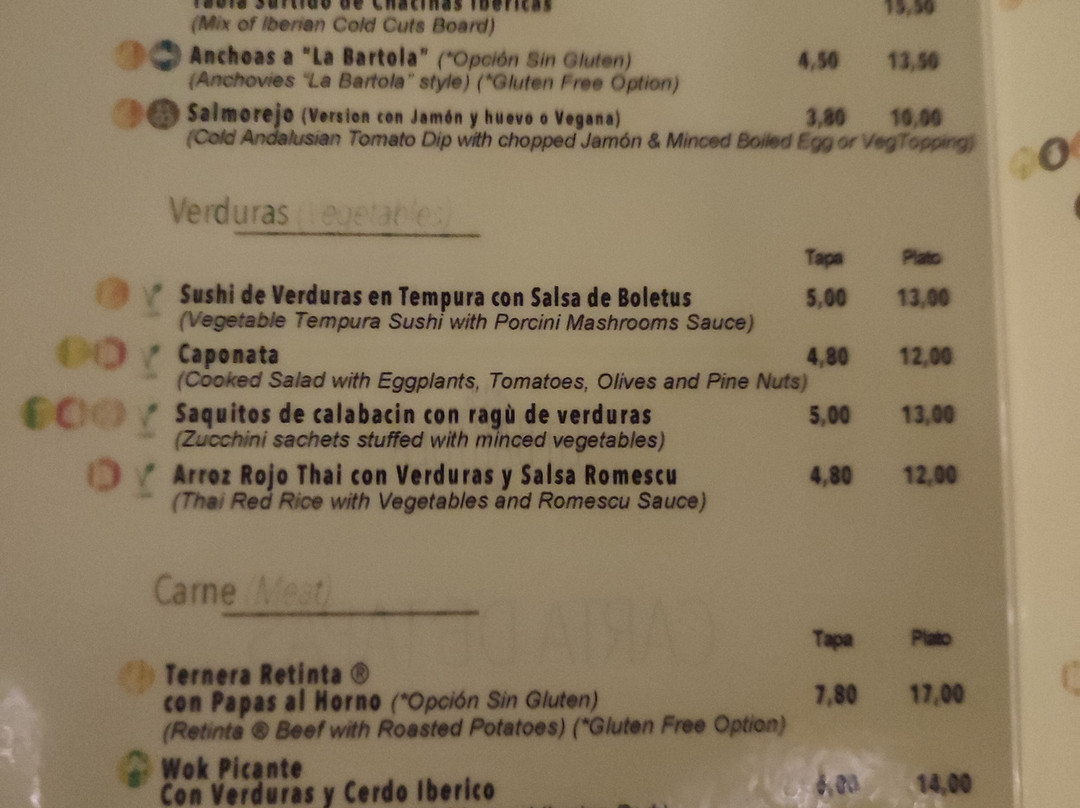 Tabla Surtido de Chacinas Ibéricas 15,50
(Mix of Iberian Cold Cuts Board)
Anchoas a "La Bartola" (*Opción Sin Gluten) 4,50 13,50
(Anchovies "La Bartola" style) (*Gluten Free Option)
Salmorejo (Version con Jamón y huevo o Vegana) 3,80 10,00
(Cold Andalusian Tomato Dip with chopped Jamón & Minced Boiled Egg or VegTopping)
Verduras (Vegetables)
Tapa Plato
Sushi de Verduras en Tempura con Salsa de Boletus 5,00 13,00
(Vegetable Tempura Sushi with Porcini Mashrooms Sauce)
Caponata 4,80 12,00
(Cooked Salad with Eggplants, Tomatoes, Olives and Pine Nuts)
Saquitos de calabacin con ragù de verduras 5,00 13,00
(Zucchini sachets stuffed with minced vegetables)
Arroz Rojo Thai con Verduras y Salsa Romescu 4,80 12,00
(Thai Red Rice with Vegetables and Romescu Sauce)
Carne (Meat)
Tapa Plato
Ternera Retinta ®
con Papas al Horno (*Opción Sin Gluten) 7,80 17,00
(Retinta ® Beef with Roasted Potatoes) (*Gluten Free Option)
Wok Picante
Con Verduras y Cerdo Iberico 14,00